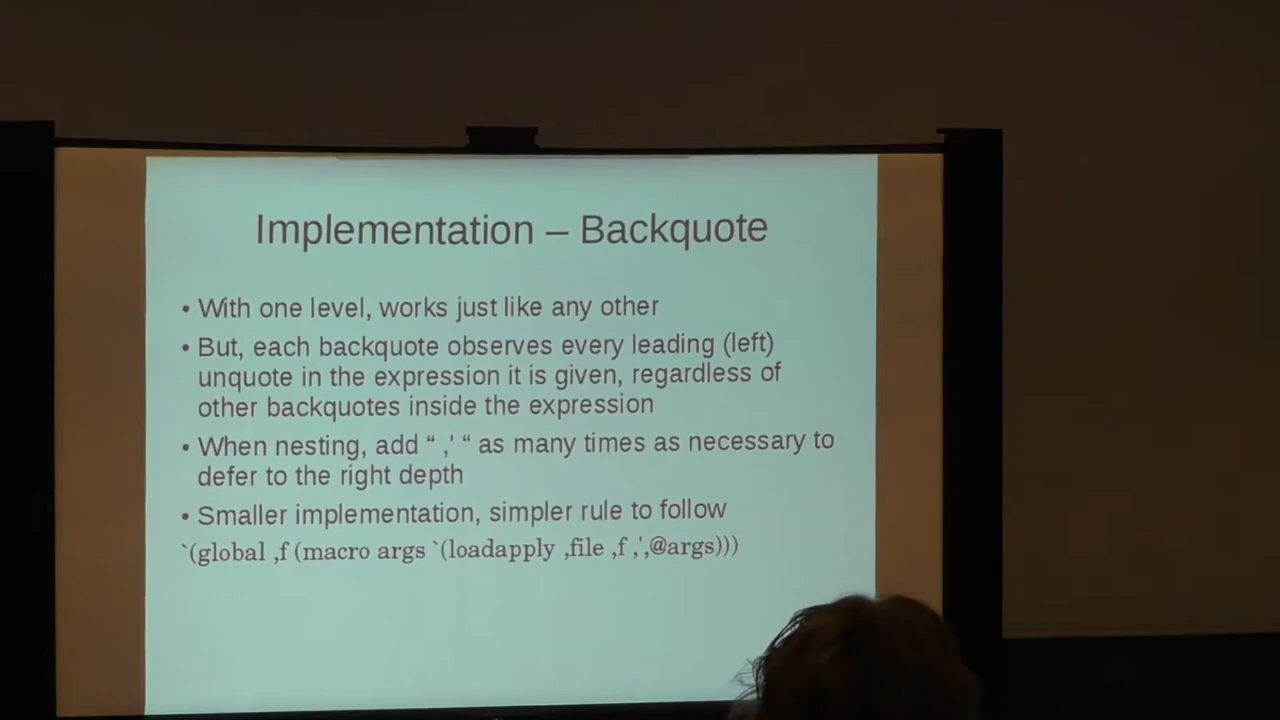 Implementation – Backquote
• With one level, works just like any other
• But, each backquote observes every leading (left)
unquote in the expression it is given, regardless of
other backquotes inside the expression
• When nesting, add “ ,' “ as many times as necessary to
defer to the right depth
• Smaller implementation, simpler rule to follow
`(global ,f (macro args `(loadapply ,file ,f ,',@args)))